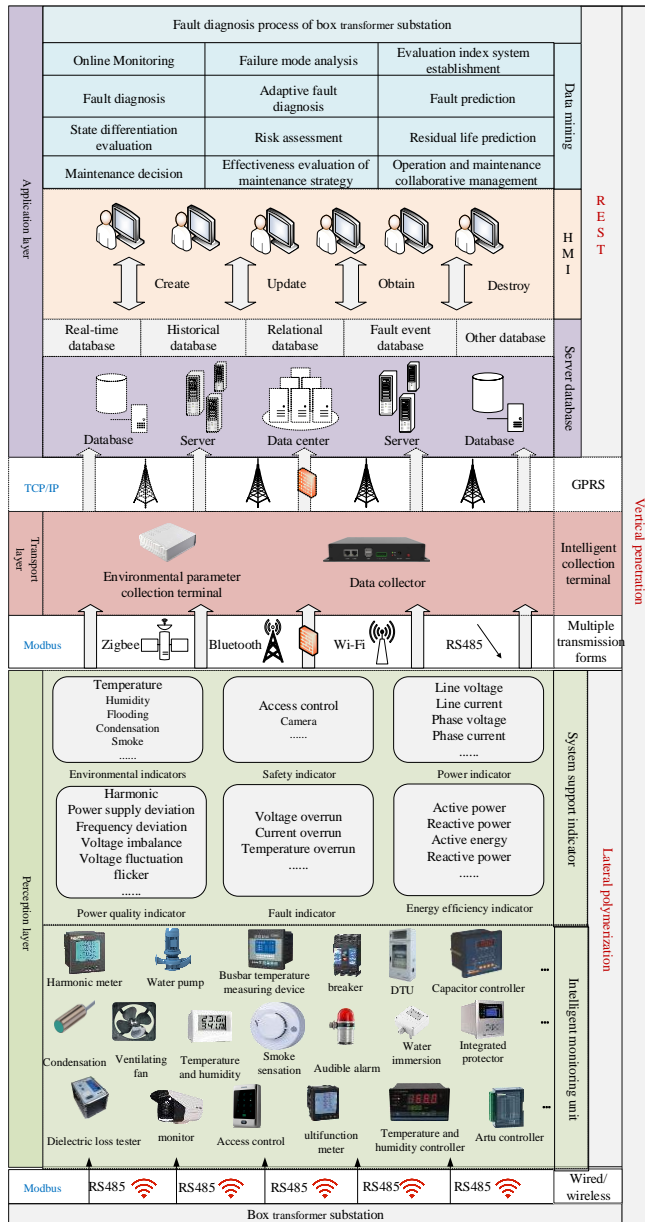 Fault diagnosis process of box transformer substation
Online Monitoring
Failure mode analysis
Evaluation index system
establishment
Fault diagnosis
Adaptive fault
diagnosis
Fault prediction
State differentiation
evaluation
Risk assessment
Residual life prediction
Maintenance decision
Effectiveness evaluation of
maintenance strategy
Operation and maintenance
collaborative management
Data mining
Application layer
REST
HMI
Create
Update
Obtain
Destroy
Real-time
database
Historical
database
Relational
database
Fault event
database
Other database
Server database
Database
Server
Data center
Server
Database
TCP/IP
GPRS
Vertical penetration
Transport
layer
Environmental parameter
collection terminal
Data collector
Intelligent
collection
terminal
Modbus
Zigbee
Bluetooth
Wi-Fi
RS485
Multiple
transmission
forms
Perception layer
Temperature
Humidity
Flooding
Condensation
Smoke
......
Environmental indicators
Access control
Camera
......
Safety indicator
Line voltage
Line current
Phase voltage
Phase current
......
Power indicator
Harmonic
Power supply deviation
Frequency deviation
Voltage imbalance
Voltage fluctuation
flicker
......
Power quality indicator
Voltage overrun
Current overrun
Temperature overrun
......
Fault indicator
Active power
Reactive power
Active energy
Reactive power
......
Energy efficiency indicator
System support indicator
Lateral polymerization
Harmonic meter
Water pump
Busbar temperature
measuring device
breaker
DTU
Capacitor controller
...
Condensation
Ventilating
fan
Temperature
and humidity
Smoke
sensation
Audible alarm
Water
immersion
Integrated
protector
...
Dielectric loss tester
monitor
Access control
ultifunction
meter
Temperature and
humidity controller
Artu controller
...
Intelligent monitoring unit
Modbus
RS485
RS485
RS485
RS485
RS485
Wired/
wireless
Box transformer substation